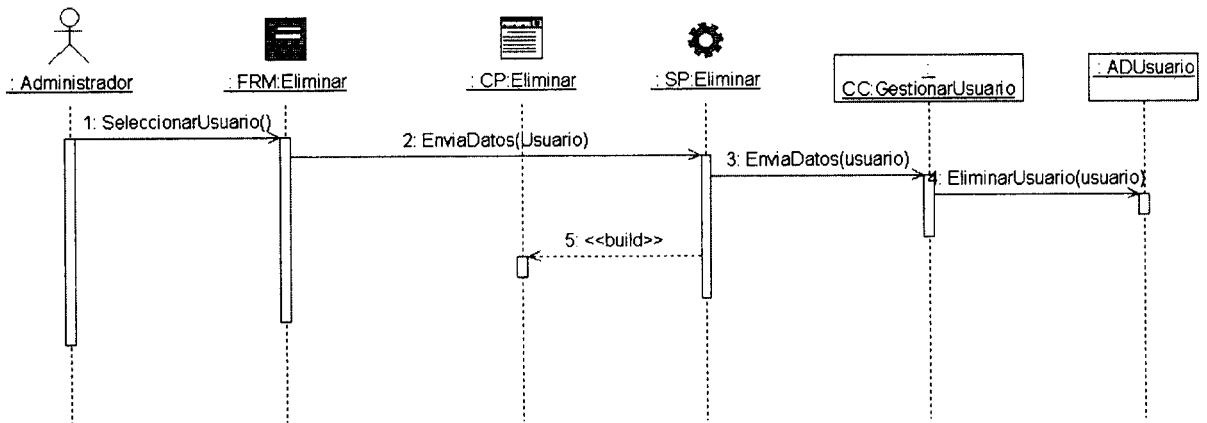 : Administrador
: FRM:Eliminar
: CP:Eliminar
: SP:Eliminar
:
CC:GestionarUsuario
: ADUsuario
1: SeleccionarUsuario()
2: EnviaDatos(Usuario)
3: EnviaDatos(usuario)
4: EliminarUsuario(usuario)
5: <<build>>